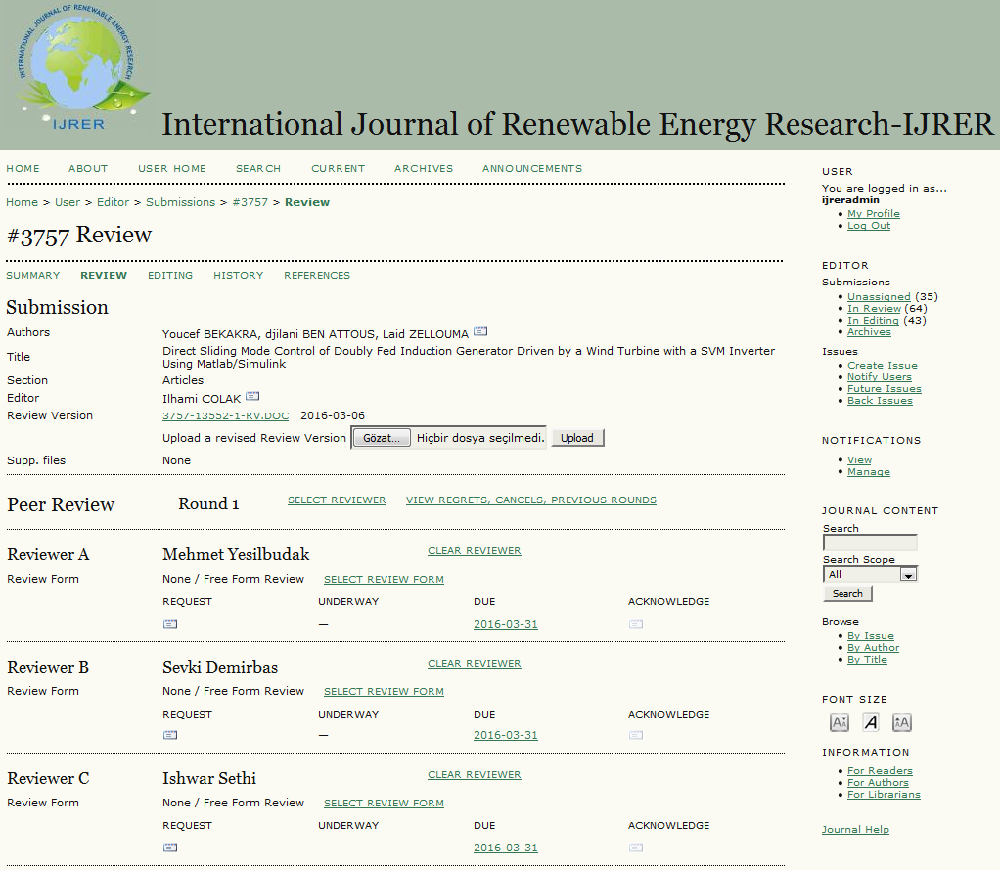 INTERNATIONAL JOURNAL OF RENEWABLE ENERGY RESEARCH
IJRER
International Journal of Renewable Energy Research-IJRER
HOME ABOUT USER HOME SEARCH CURRENT ARCHIVES ANNOUNCEMENTS
Home > User > Editor > Submissions > #3757 > Review
#3757 Review
SUMMARY REVIEW EDITING HISTORY REFERENCES
Submission
Authors Youcef BEKAKRA, djilani BEN ATTOUS, Laid ZELLOUMA
Title Direct Sliding Mode Control of Doubly Fed Induction Generator Driven by a Wind Turbine with a SVM Inverter
Using Matlab/Simulink
Section Articles
Editor Ilhami COLAK
Review Version 3757-13552-1-RV.DOC 2016-03-06
Upload a revised Review Version Gözat... Hiçbir dosya seçilmedi. Upload
Supp. files None
Peer Review Round 1 SELECT REVIEWER VIEW REGRETS, CANCELS, PREVIOUS ROUNDS
Reviewer A Mehmet Yesilbudak CLEAR REVIEWER
Review Form None / Free Form Review SELECT REVIEW FORM
REQUEST UNDERWAY DUE ACKNOWLEDGE
— 2016-03-31
Reviewer B Sevki Demirbas CLEAR REVIEWER
Review Form None / Free Form Review SELECT REVIEW FORM
REQUEST UNDERWAY DUE ACKNOWLEDGE
— 2016-03-31
Reviewer C Ishwar Sethi CLEAR REVIEWER
Review Form None / Free Form Review SELECT REVIEW FORM
REQUEST UNDERWAY DUE ACKNOWLEDGE
— 2016-03-31
USER
You are logged in as...
ijreradmin
• My Profile
• Log Out
EDITOR
Submissions
• Unassigned (35)
• In Review (64)
• In Editing (43)
• Archives
Issues
• Create Issue
• Notify Users
• Future Issues
• Back Issues
NOTIFICATIONS
• View
• Manage
JOURNAL CONTENT
Search
Search Scope
All
Search
Browse
• By Issue
• By Author
• By Title
FONT SIZE
A A A A A
INFORMATION
• For Readers
• For Authors
• For Librarians
Journal Help